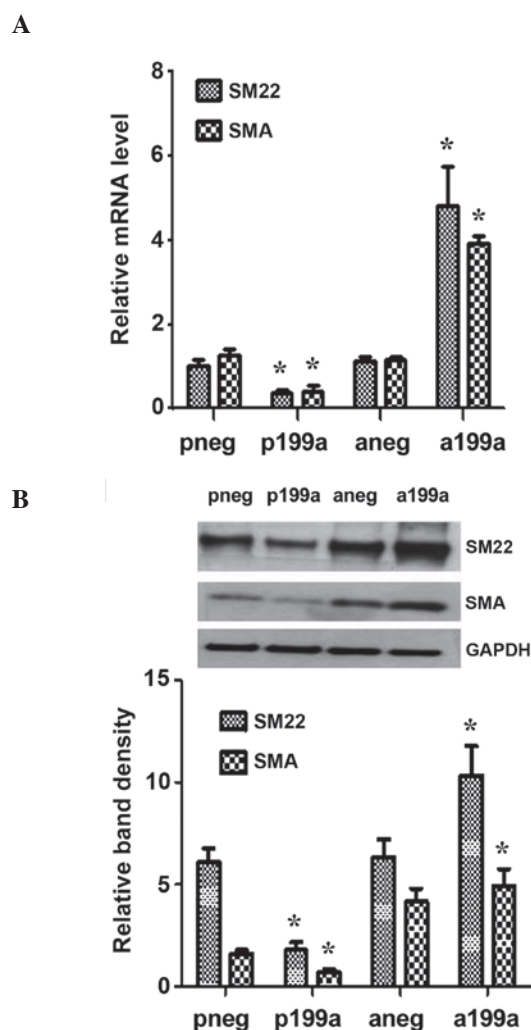 A
Relative mRNA level
8
6
4
2
0
SM22
SMA
*
*
*
*
pneg p199a aneg a199a
B
pneg p199a aneg a199a
SM22
SMA
GAPDH
Relative band density
15
10
5
0
SM22
SMA
*
*
*
*
pneg p199a aneg a199a